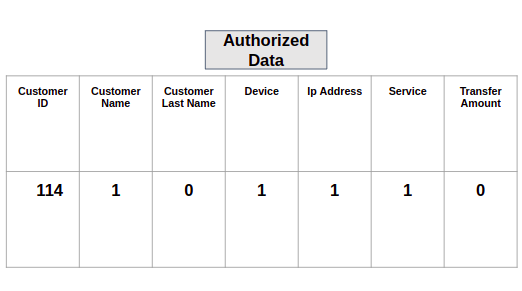 Authorized
Data
Customer ID
Customer Name
Customer Last Name
Device
Ip Address
Service
Transfer Amount
114 1 0 1 1 1 0